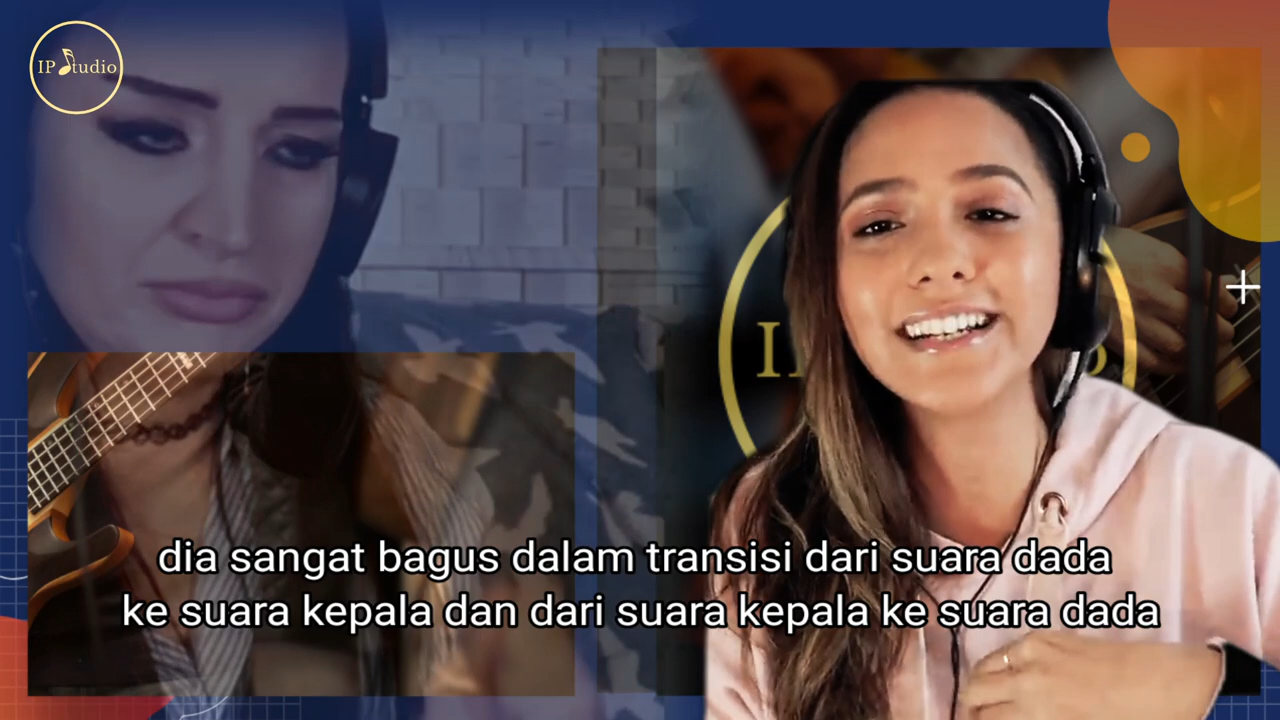 IP Studio
dia sangat bagus dalam transisi dari suara dada
ke suara kepala dan dari suara kepala ke suara dada